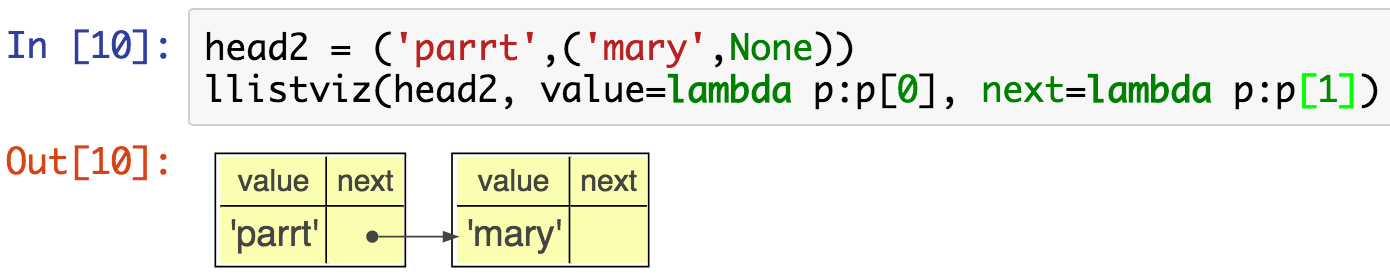 In [10]: head2 = ('parrt',('mary',None))
llistviz(head2, value=lambda p:p[0], next=lambda p:p[1])
Out[10]:
value next value next
'parrt' 'mary'